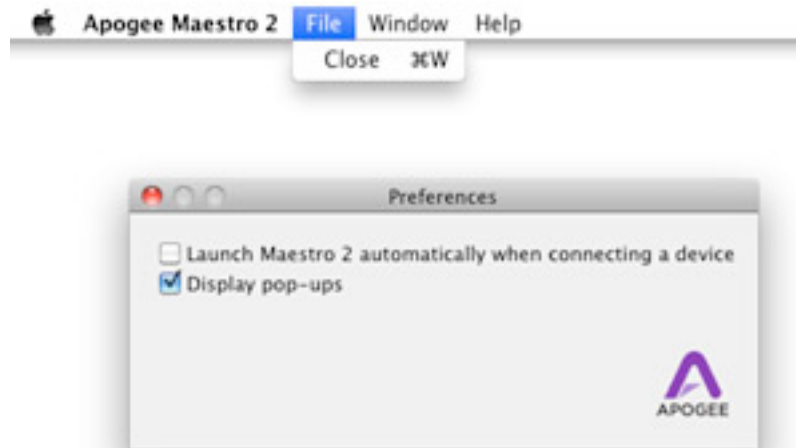 Apogee Maestro 2 File Window Help
Close ⌘W
Preferences
Launch Maestro 2 automatically when connecting a device
Display pop-ups
APOGEE